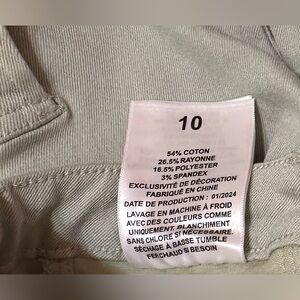 10
54% COTON
26.5% RAYONNE
16.5% POLYESTER
3% SPANDEX
EXCLUSIVITÉ DE DÉCORATION
FABRIQUÉ EN CHINE
DATE DE PRODUCTION : 01/2024
LAVAGE EN MACHINE À FROID
AVEC DES COULEURS COMME
UNIQUEMENT. BLANCHIMENT
SANS CHLORE SI NÉCESSAIRE.
SÉCHAGE À BASSE TUMBLE
FER CHAUD SI BESOIN